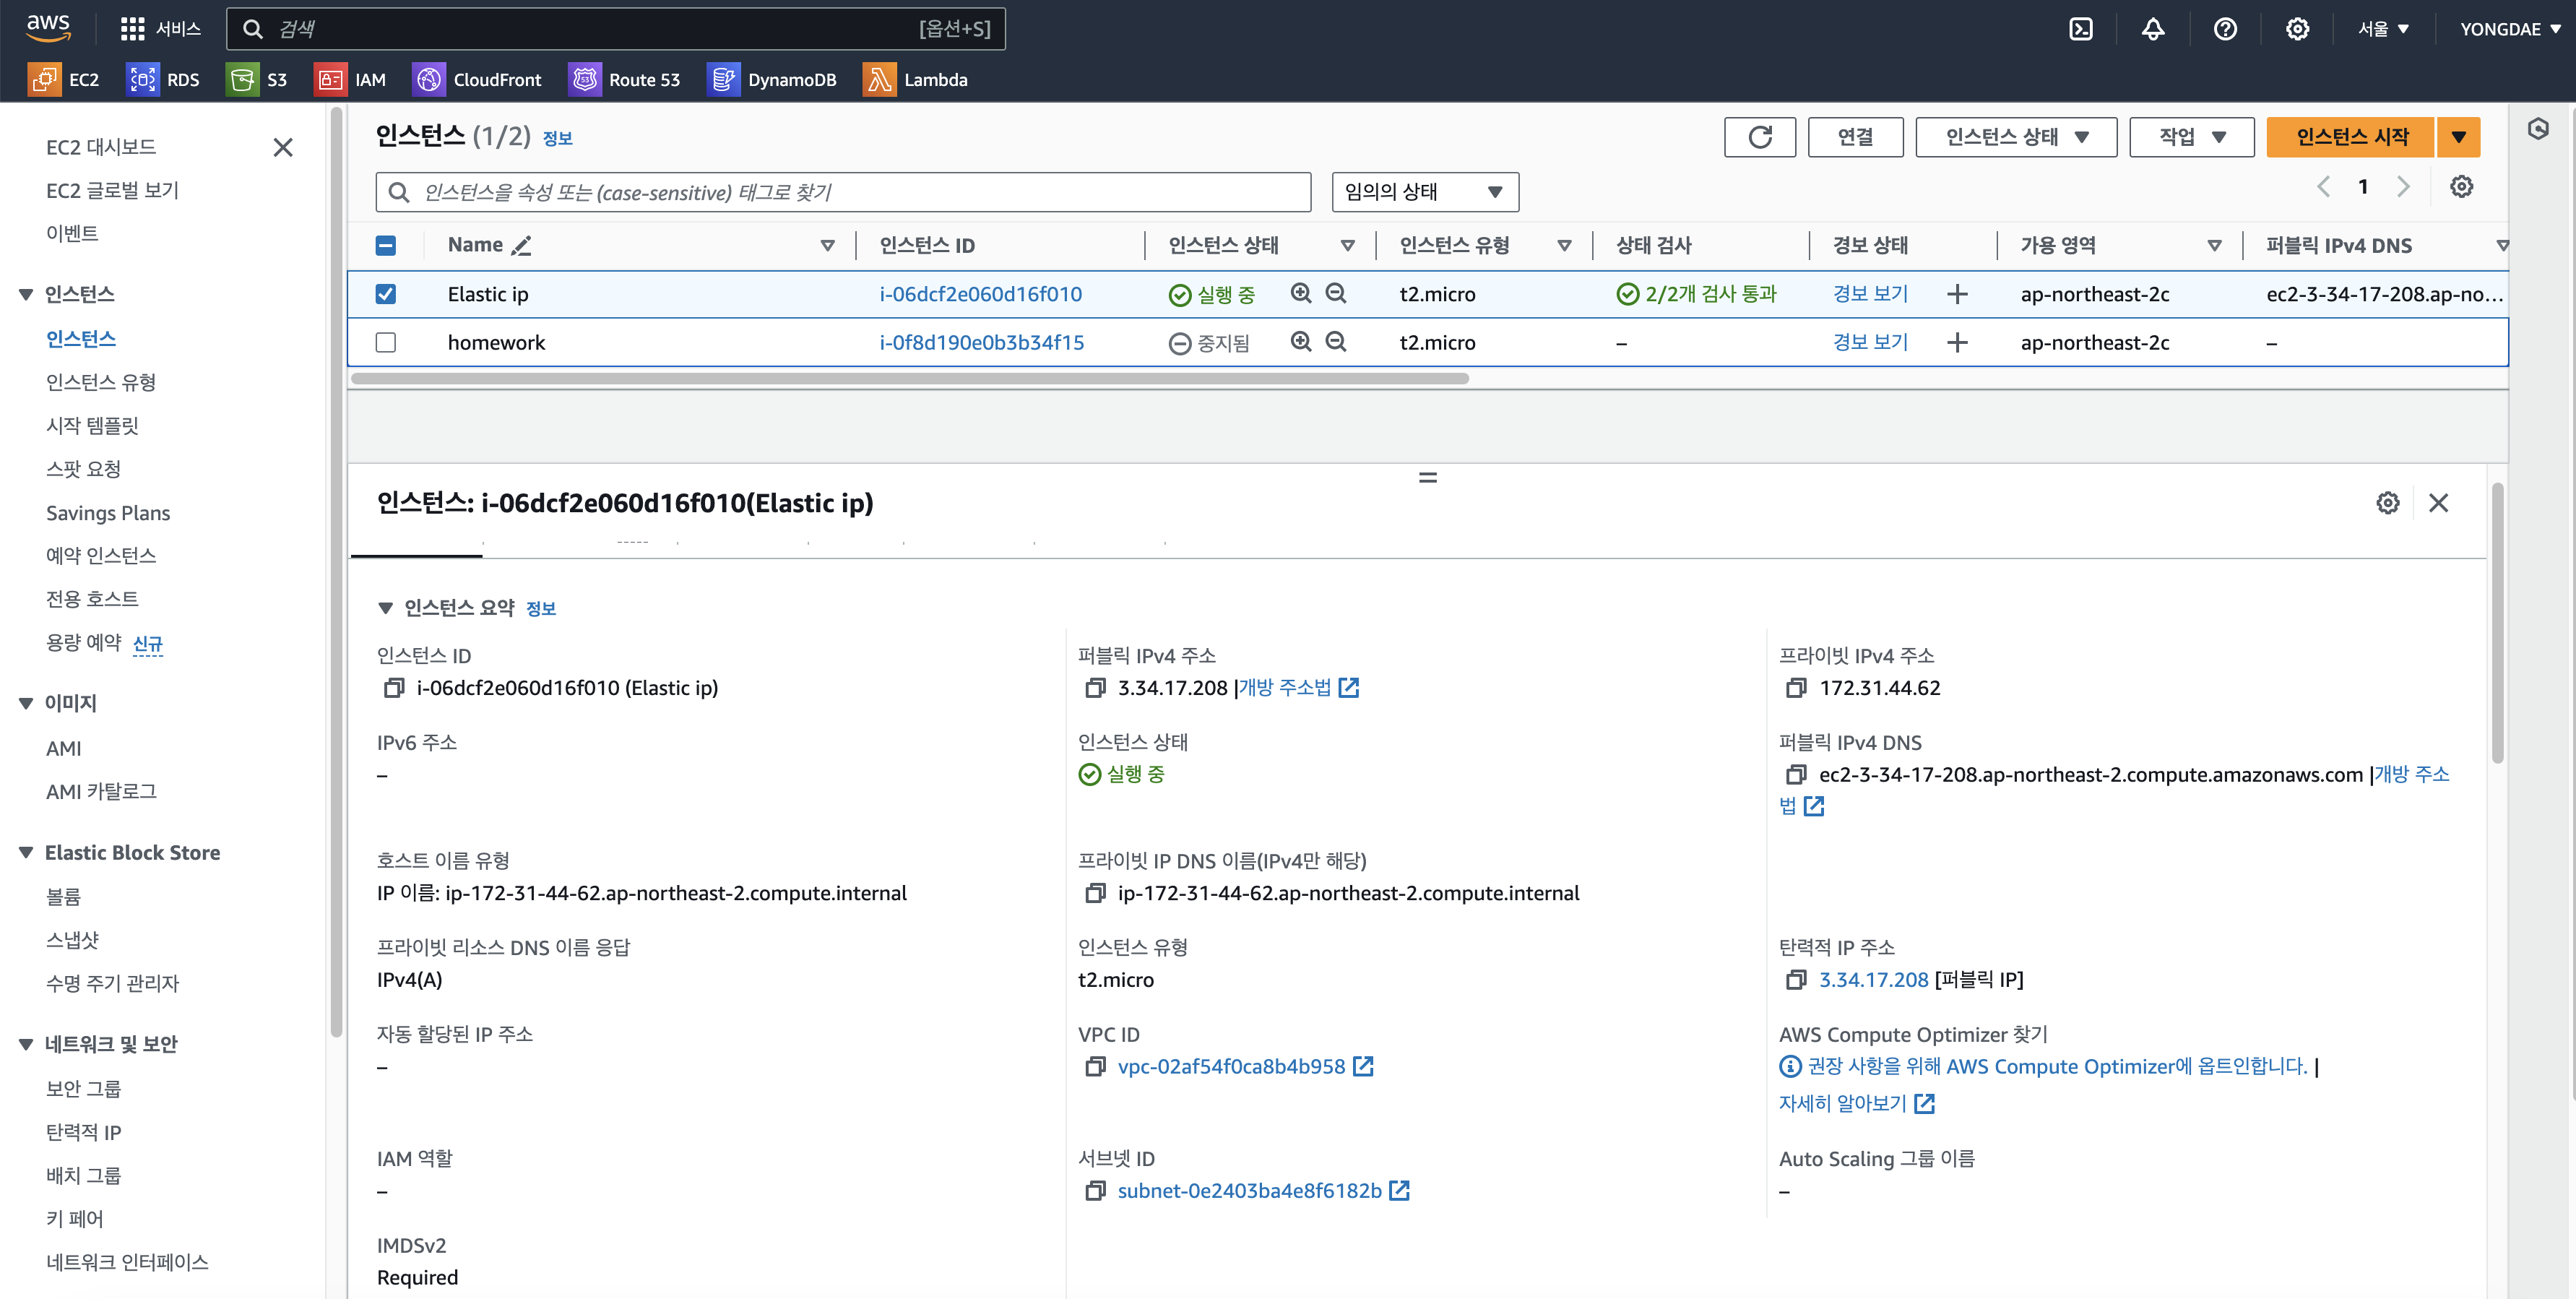 aws
서비스
검색
[옵션+S]
서울
YONGDAE
EC2
RDS
S3
IAM
CloudFront
Route 53
DynamoDB
Lambda
EC2 대시보드
EC2 글로벌 보기
이벤트
인스턴스
인스턴스
인스턴스 유형
시작 템플릿
스팟 요청
Savings Plans
예약 인스턴스
전용 호스트
용량 예약 신규
이미지
AMI
AMI 카탈로그
Elastic Block Store
볼륨
스냅샷
수명 주기 관리자
네트워크 및 보안
보안 그룹
탄력적 IP
배치 그룹
키 페어
네트워크 인터페이스
인스턴스 (1/2) 정보
연결
인스턴스 상태
작업
인스턴스 시작
인스턴스을 속성 또는 (case-sensitive) 태그로 찾기
임의의 상태
1
Name 인스턴스 ID 인스턴스 상태 인스턴스 유형 상태 검사 경보 상태 가용 영역 퍼블릭 IPv4 DNS
Elastic ip i-06dcf2e060d16f010 실행 중 t2.micro 2/2개 검사 통과 경보 보기 + ap-northeast-2c ec2-3-34-17-208.ap-no...
homework i-0f8d190e0b3b34f15 중지됨 t2.micro – 경보 보기 + ap-northeast-2c –
인스턴스: i-06dcf2e060d16f010(Elastic ip)
인스턴스 요약 정보
인스턴스 ID
i-06dcf2e060d16f010 (Elastic ip)
퍼블릭 IPv4 주소
3.34.17.208 |개방 주소법
프라이빗 IPv4 주소
172.31.44.62
IPv6 주소
–
인스턴스 상태
실행 중
퍼블릭 IPv4 DNS
ec2-3-34-17-208.ap-northeast-2.compute.amazonaws.com |개방 주소
법
호스트 이름 유형
IP 이름: ip-172-31-44-62.ap-northeast-2.compute.internal
프라이빗 IP DNS 이름(IPv4만 해당)
ip-172-31-44-62.ap-northeast-2.compute.internal
프라이빗 리소스 DNS 이름 응답
IPv4(A)
인스턴스 유형
t2.micro
탄력적 IP 주소
3.34.17.208 [퍼블릭 IP]
자동 할당된 IP 주소
–
VPC ID
vpc-02af54f0ca8b4b958
AWS Compute Optimizer 찾기
권장 사항을 위해 AWS Compute Optimizer에 옵트인합니다. |
자세히 알아보기
IAM 역할
–
서브넷 ID
subnet-0e2403ba4e8f6182b
Auto Scaling 그룹 이름
–
IMDSv2
Required